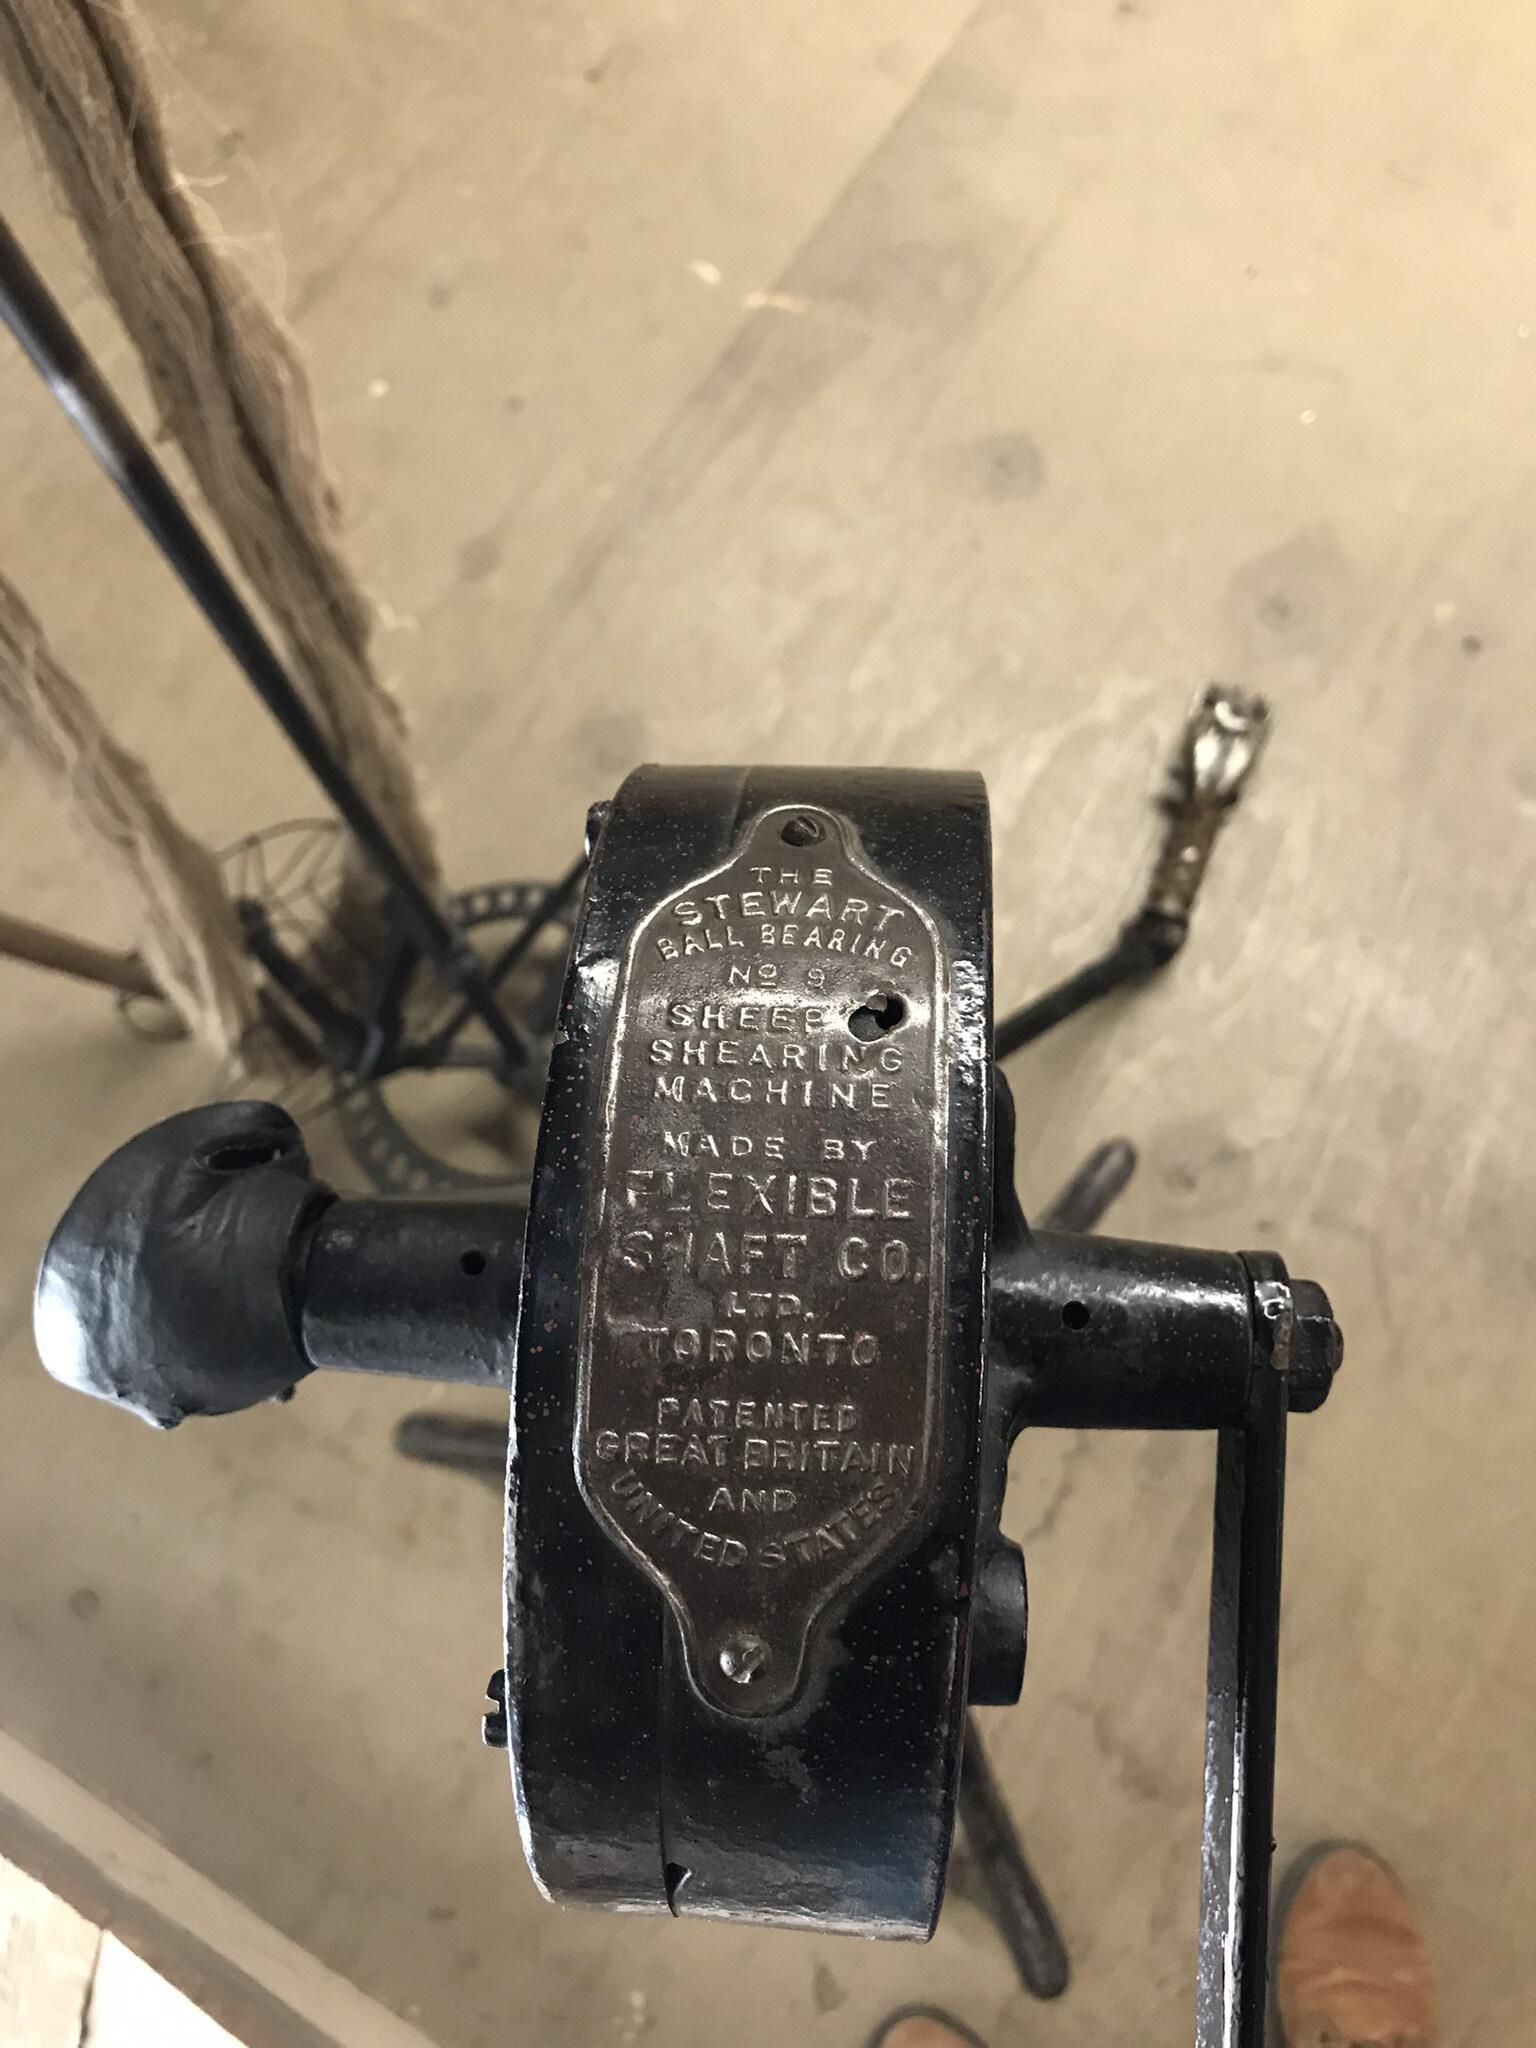 THE
STEWART
BALL BEARING
No 9
SHEEP
SHEARING
MACHINE
MADE BY
FLEXIBLE
SHAFT CO.
LTD.
TORONTO
PATENTED
GREAT BRITAIN
AND
UNITED STATES